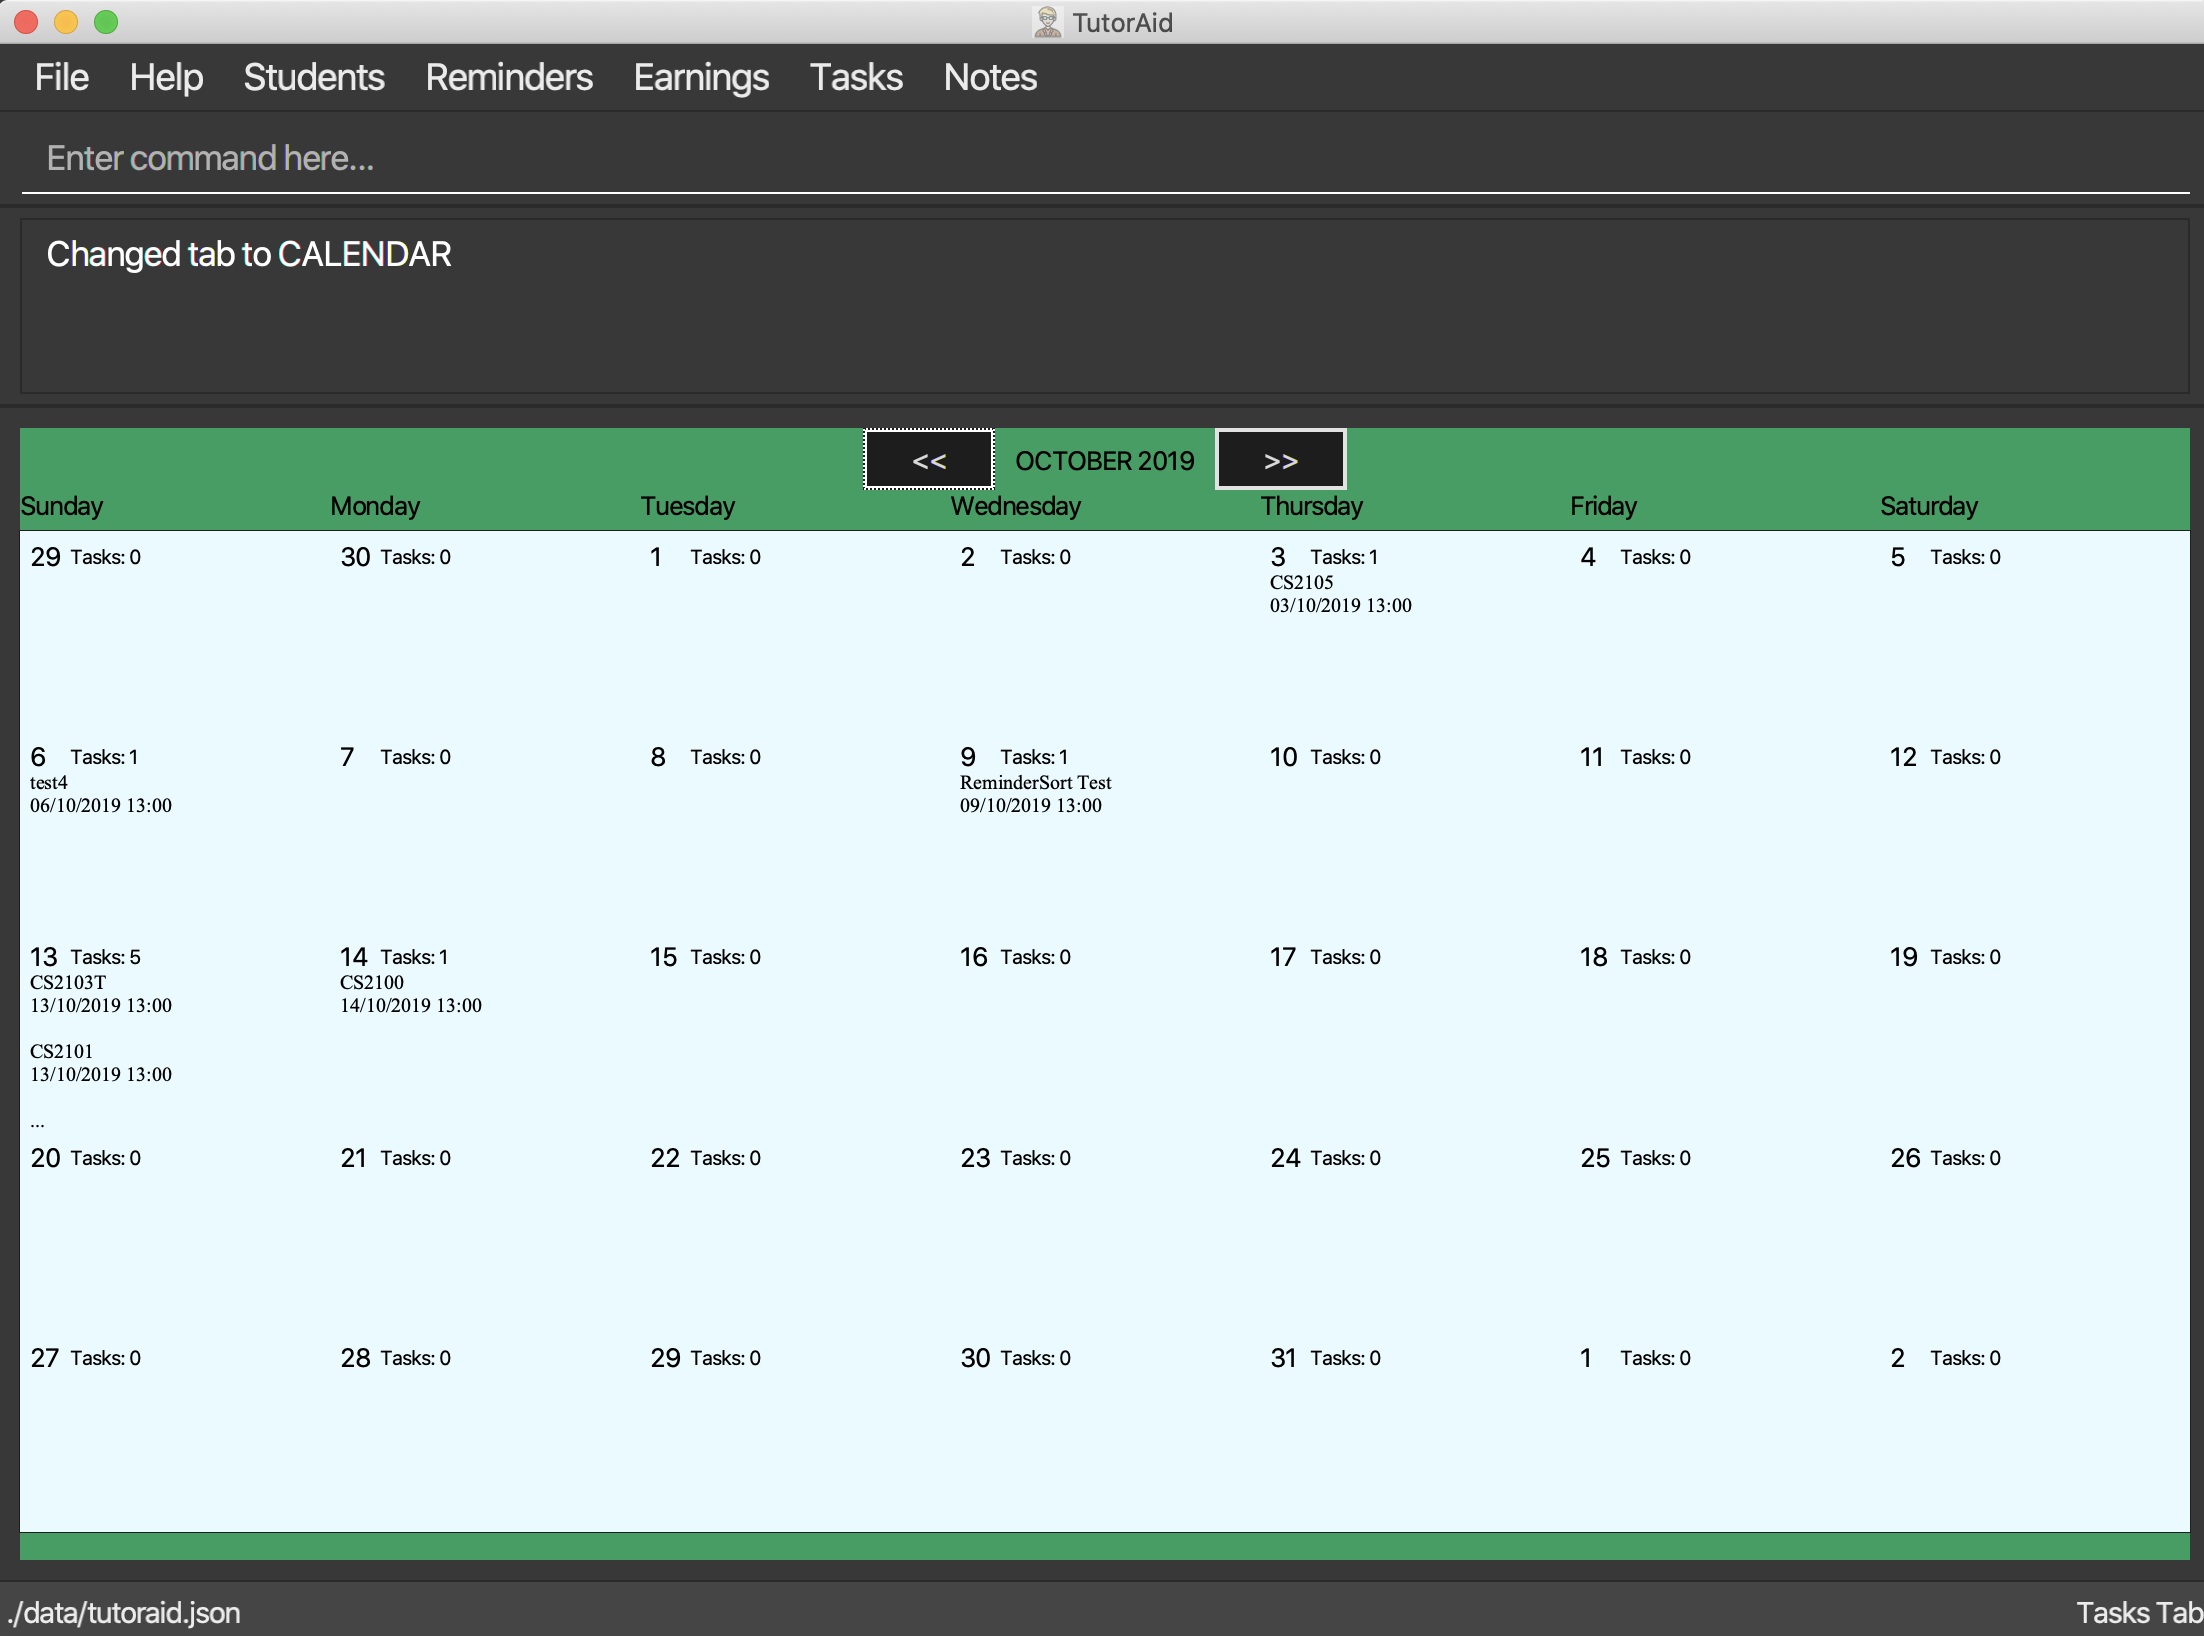 TutorAid
File Help Students Reminders Earnings Tasks Notes
Enter command here...
Changed tab to CALENDAR
<< OCTOBER 2019 >>
Sunday Monday Tuesday Wednesday Thursday Friday Saturday
29 Tasks: 0 30 Tasks: 0 1 Tasks: 0 2 Tasks: 0 3 Tasks: 1 4 Tasks: 0 5 Tasks: 0
CS2105
03/10/2019 13:00
6 Tasks: 1 7 Tasks: 0 8 Tasks: 0 9 Tasks: 1 10 Tasks: 0 11 Tasks: 0 12 Tasks: 0
test4 ReminderSort Test
06/10/2019 13:00 09/10/2019 13:00
13 Tasks: 5 14 Tasks: 1 15 Tasks: 0 16 Tasks: 0 17 Tasks: 0 18 Tasks: 0 19 Tasks: 0
CS2103T CS2100
13/10/2019 13:00 14/10/2019 13:00
CS2101
13/10/2019 13:00
...
20 Tasks: 0 21 Tasks: 0 22 Tasks: 0 23 Tasks: 0 24 Tasks: 0 25 Tasks: 0 26 Tasks: 0
27 Tasks: 0 28 Tasks: 0 29 Tasks: 0 30 Tasks: 0 31 Tasks: 0 1 Tasks: 0 2 Tasks: 0
./data/tutoraid.json Tasks Tab